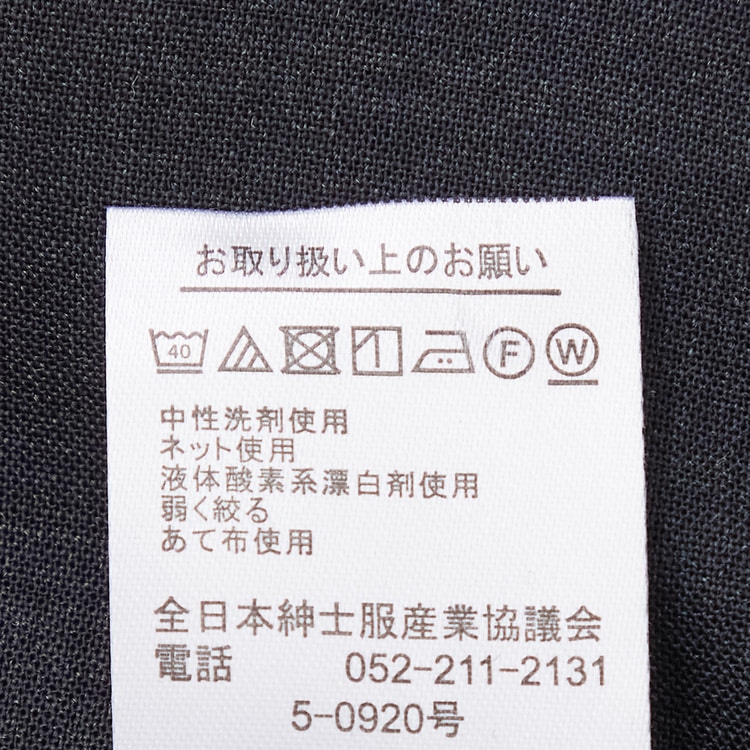 お取り扱い上のお願い
40 F W
中性洗剤使用
ネット使用
液体酸素系漂白剤使用
弱く絞る
あて布使用
全日本紳士服産業協議会
電話 052-211-2131
5-0920号